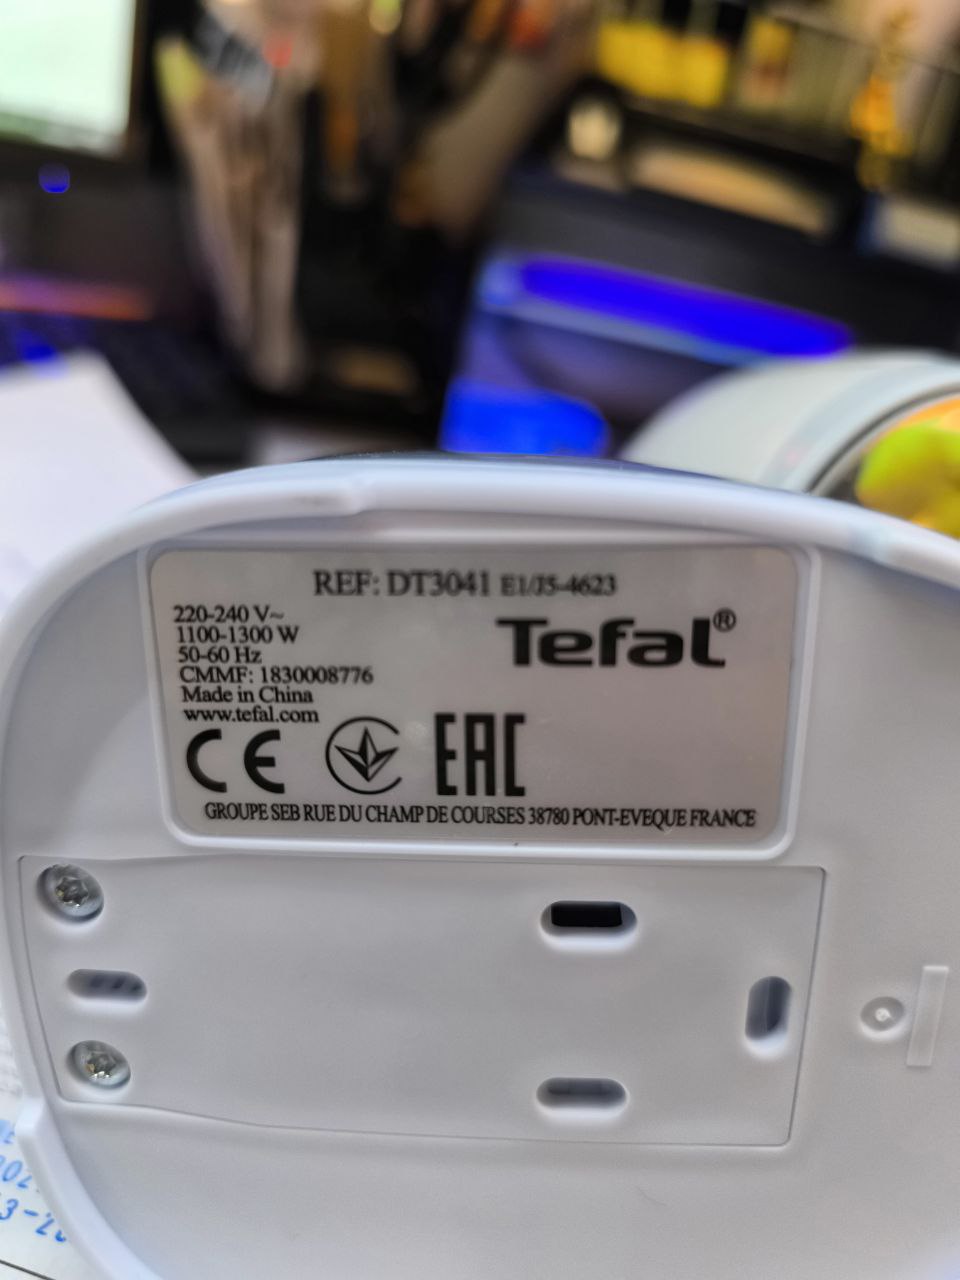 REF: DT3041 E1/J5-4623
220-240 V~
1100-1300 W
50-60 Hz
CMMF: 1830008776
Made in China
www.tefal.com
Tefal®
CE EAC
GROUPE SEB RUE DU CHAMP DE COURSES 38780 PONT-EVEQUE FRANCE